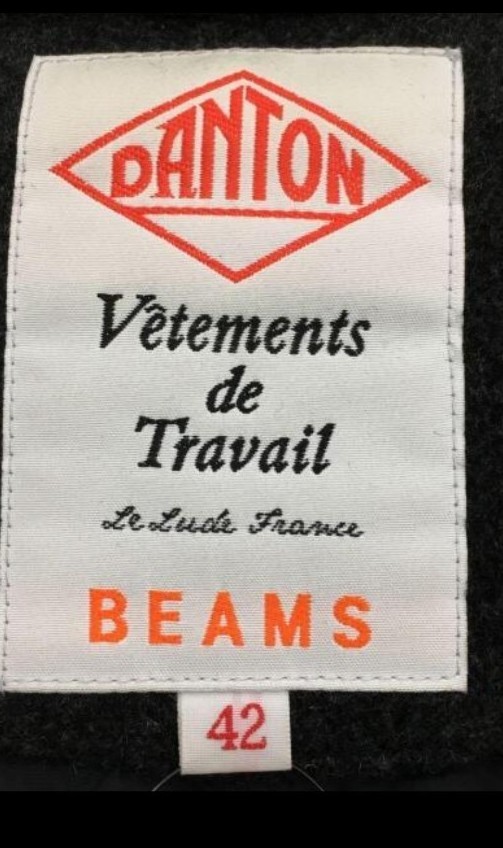 DANTON
Vêtements
de
Travail
Le Lude France
BEAMS
42